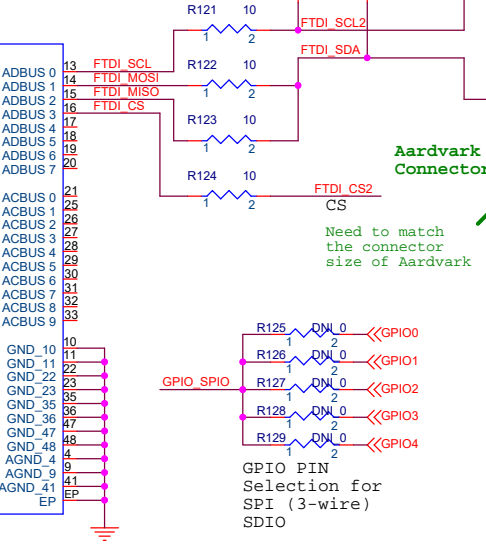 R121 10
FTDI_SCL2
1 2
FTDI_SDA
ADBUS 0 13 FTDI_SCL
ADBUS 1 14 FTDI_MOSI
ADBUS 2 15 FTDI_MISO
ADBUS 3 16 FTDI_CS
ADBUS 4 17
ADBUS 5 18
ADBUS 6 19
ADBUS 7 20
R122 10
1 2
R123 10
1 2
R124 10
1 2
FTDI_CS2
CS
Aardvark
Connector
Need to match
the connector
size of Aardvark
ACBUS 0 21
ACBUS 1 25
ACBUS 2 26
ACBUS 3 27
ACBUS 4 28
ACBUS 5 29
ACBUS 6 30
ACBUS 7 31
ACBUS 8 32
ACBUS 9 33
GND_10 10
GND_11 11
GND_22 22
GND_23 23
GND_35 35
GND_36 36
GND_47 47
GND_48 48
AGND_4 4
AGND_9 9
AGND_41 41
EP EP
GPIO_SPIO
R125 DNI_0 GPIO0
1 2
R126 DNI_0 GPIO1
1 2
R127 DNI_0 GPIO2
1 2
R128 DNI_0 GPIO3
1 2
R129 DNI_0 GPIO4
1 2
GPIO PIN
Selection for
SPI (3-wire)
SDIO